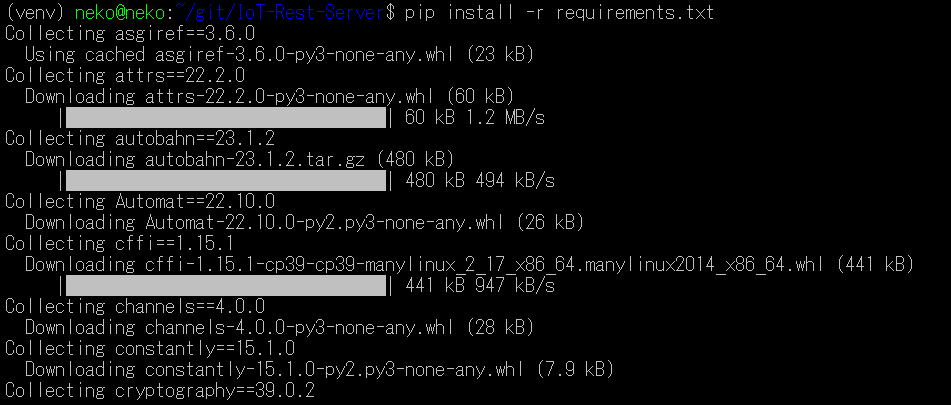 (venv) neko@neko:~/git/IoT-Rest-Server$ pip install -r requirements.txt
Collecting asgiref==3.6.0
  Using cached asgiref-3.6.0-py3-none-any.whl (23 kB)
Collecting attrs==22.2.0
  Downloading attrs-22.2.0-py3-none-any.whl (60 kB)
     |████████████████████████████████| 60 kB 1.2 MB/s
Collecting autobahn==23.1.2
  Downloading autobahn-23.1.2.tar.gz (480 kB)
     |████████████████████████████████| 480 kB 494 kB/s
Collecting Automat==22.10.0
  Downloading Automat-22.10.0-py2.py3-none-any.whl (26 kB)
Collecting cffi==1.15.1
  Downloading cffi-1.15.1-cp39-cp39-manylinux_2_17_x86_64.manylinux2014_x86_64.whl (441 kB)
     |████████████████████████████████| 441 kB 947 kB/s
Collecting channels==4.0.0
  Downloading channels-4.0.0-py3-none-any.whl (28 kB)
Collecting constantly==15.1.0
  Downloading constantly-15.1.0-py2.py3-none-any.whl (7.9 kB)
Collecting cryptography==39.0.2